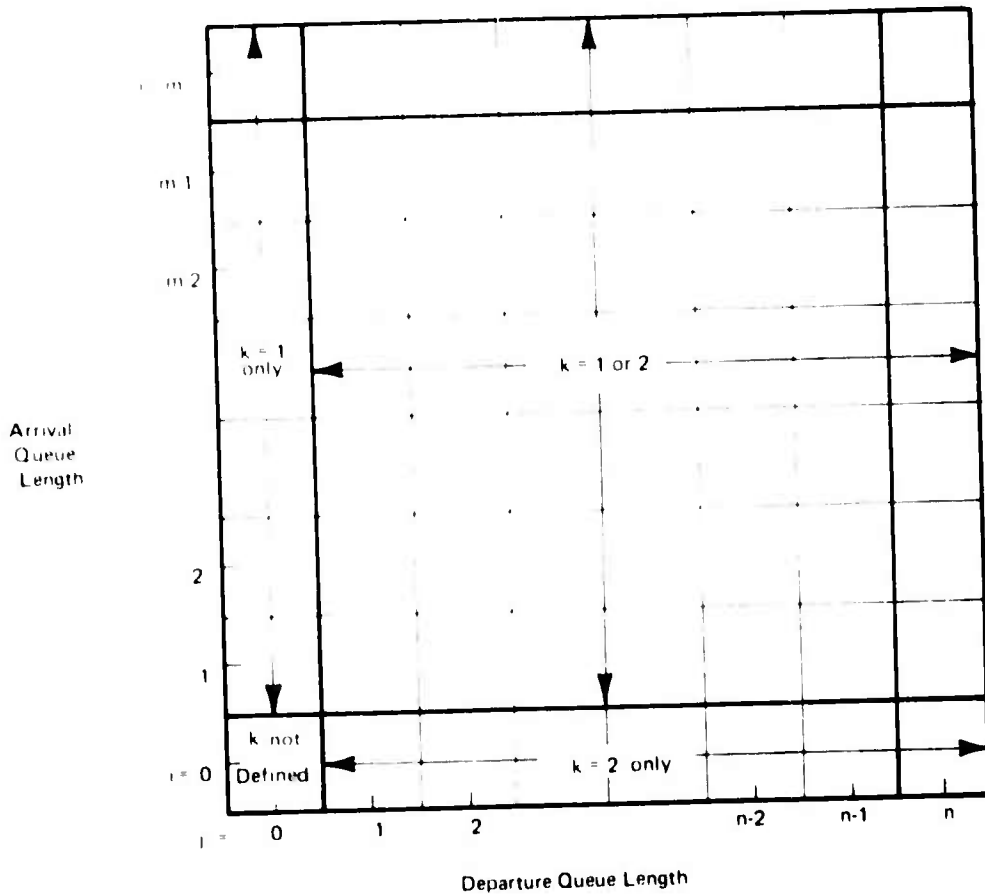 m
m-1
m-2
k = 1
only
k = 1 or 2
Arrival
Queue
Length
2
1
k not
Defined
k = 2 only
i = 0
0
1
2
n-2
n-1
n
Departure Queue Length